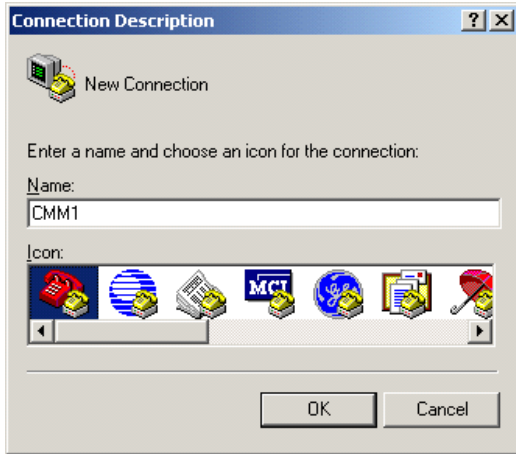 Connection Description
New Connection
Enter a name and choose an icon for the connection:
Name:
CMM1
Icon:
MCI
OK Cancel